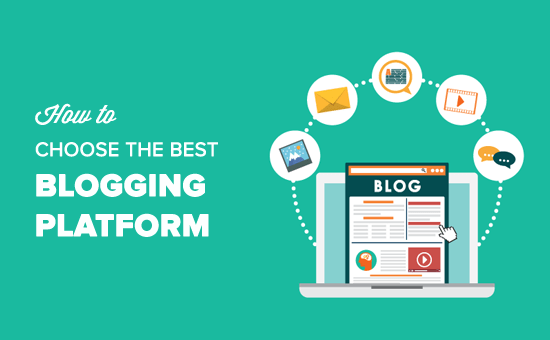 How to
CHOOSE THE BEST
BLOGGING
PLATFORM
BLOG